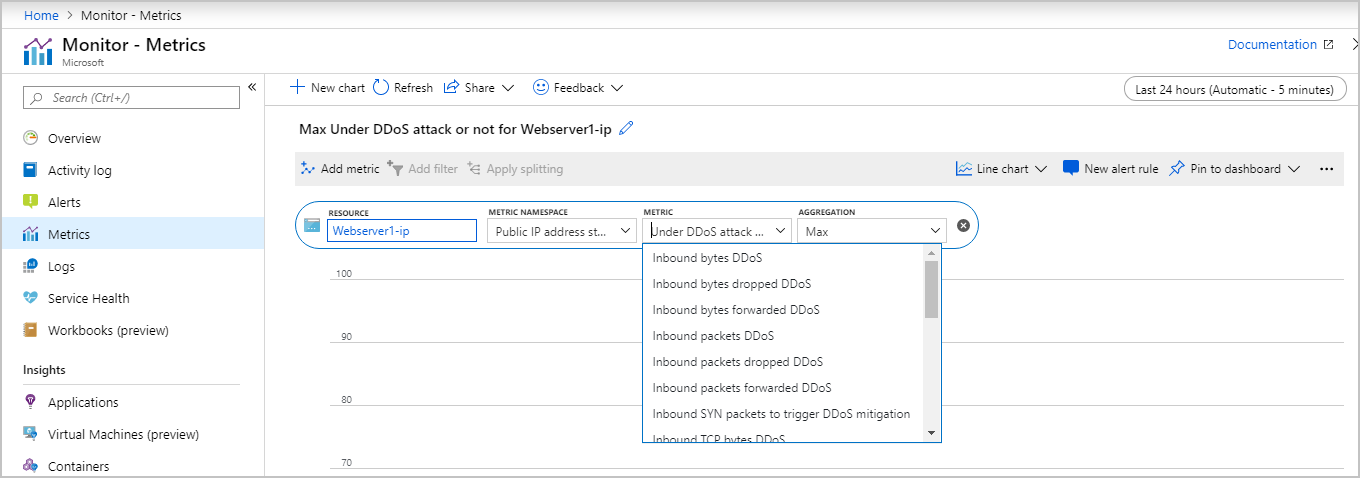 Home > Monitor - Metrics
Monitor - Metrics
Microsoft
Documentation
Search (Ctrl+/)
«
New chart Refresh Share Feedback
Last 24 hours (Automatic - 5 minutes)
Overview
Activity log
Alerts
Metrics
Logs
Service Health
Workbooks (preview)
Insights
Applications
Virtual Machines (preview)
Containers
Max Under DDoS attack or not for Webserver1-ip
Add metric Add filter Apply splitting Line chart New alert rule Pin to dashboard ...
RESOURCE METRIC NAMESPACE METRIC AGGREGATION
Webserver1-ip Public IP address st... Under DDoS attack ... Max
Inbound bytes DDoS
Inbound bytes dropped DDoS
Inbound bytes forwarded DDoS
Inbound packets DDoS
Inbound packets dropped DDoS
Inbound packets forwarded DDoS
Inbound SYN packets to trigger DDoS mitigation
Inbound TCP bytes DDoS
100
90
80
70